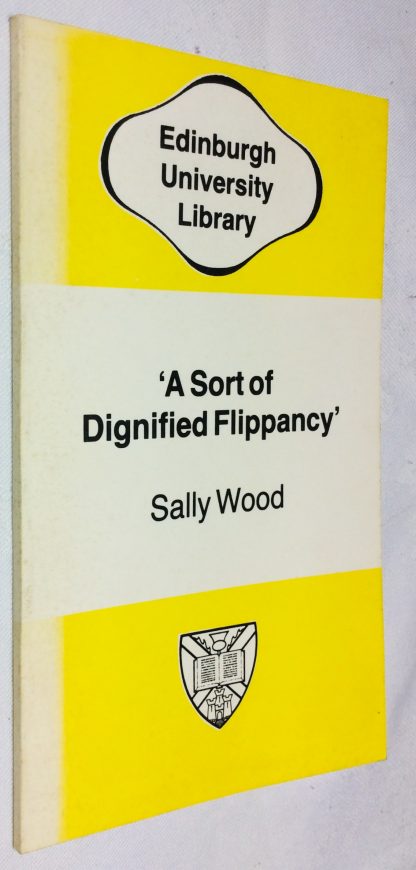 Edinburgh
University
Library
‘A Sort of
Dignified Flippancy’
Sally Wood